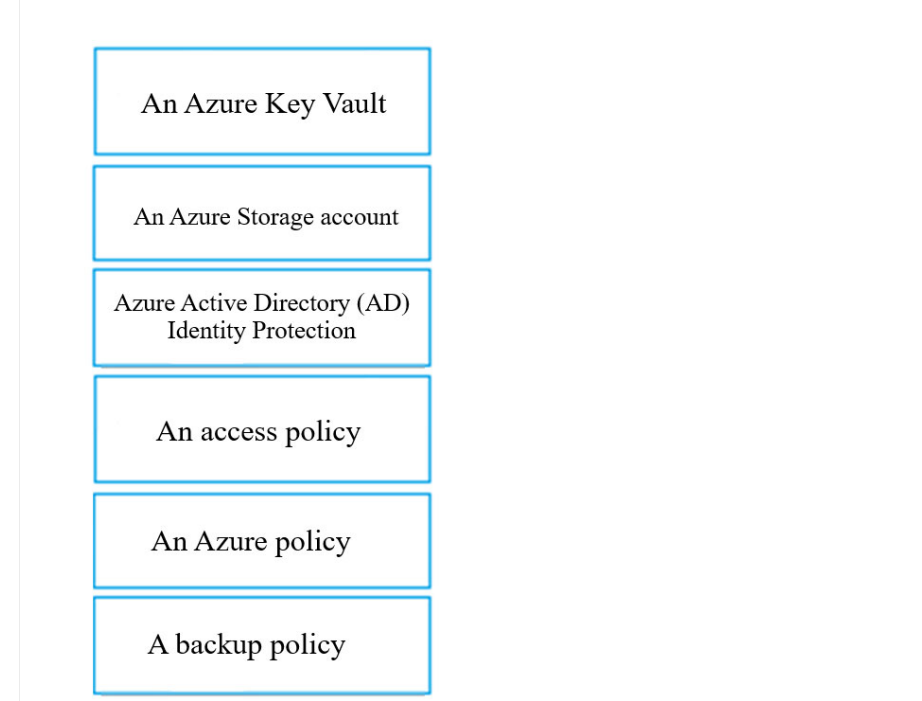 An Azure Key Vault
An Azure Storage account
Azure Active Directory (AD)
Identity Protection
An access policy
An Azure policy
A backup policy